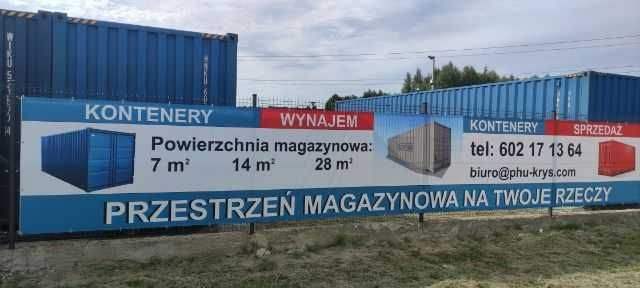 KONTENERY WYNAJEM
Powierzchnia magazynowa:
7 m² 14 m² 28 m²
KONTENERY SPRZEDAŻ
tel: 602 17 13 64
biuro@phu-krys.com
PRZESTRZEŃ MAGAZYNOWA NA TWOJE RZECZY